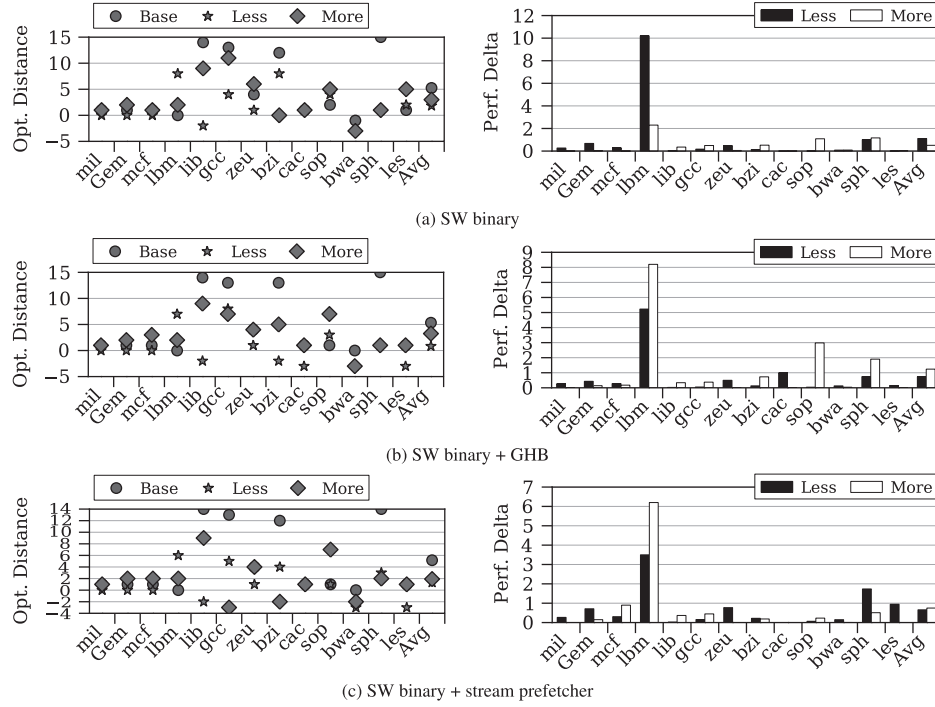 Base Less More
Opt. Distance
15
10
5
0
−5
mil Gem mcf lbm lib gcc zeu bzi cac sop bwa sph les Avg
Less More
Perf. Delta
12
10
8
6
4
2
0
mil Gem mcf lbm lib gcc zeu bzi cac sop bwa sph les Avg
(a) SW binary
Base Less More
Opt. Distance
15
10
5
0
−5
mil Gem mcf lbm lib gcc zeu bzi cac sop bwa sph les Avg
Less More
Perf. Delta
9
8
7
6
5
4
3
2
1
0
mil Gem mcf lbm lib gcc zeu bzi cac sop bwa sph les Avg
(b) SW binary + GHB
Base Less More
Opt. Distance
14
12
10
8
6
4
2
0
−2
−4
mil Gem mcf lbm lib gcc zeu bzi cac sop bwa sph les Avg
Less More
Perf. Delta
7
6
5
4
3
2
1
0
mil Gem mcf lbm lib gcc zeu bzi cac sop bwa sph les Avg
(c) SW binary + stream prefetcher